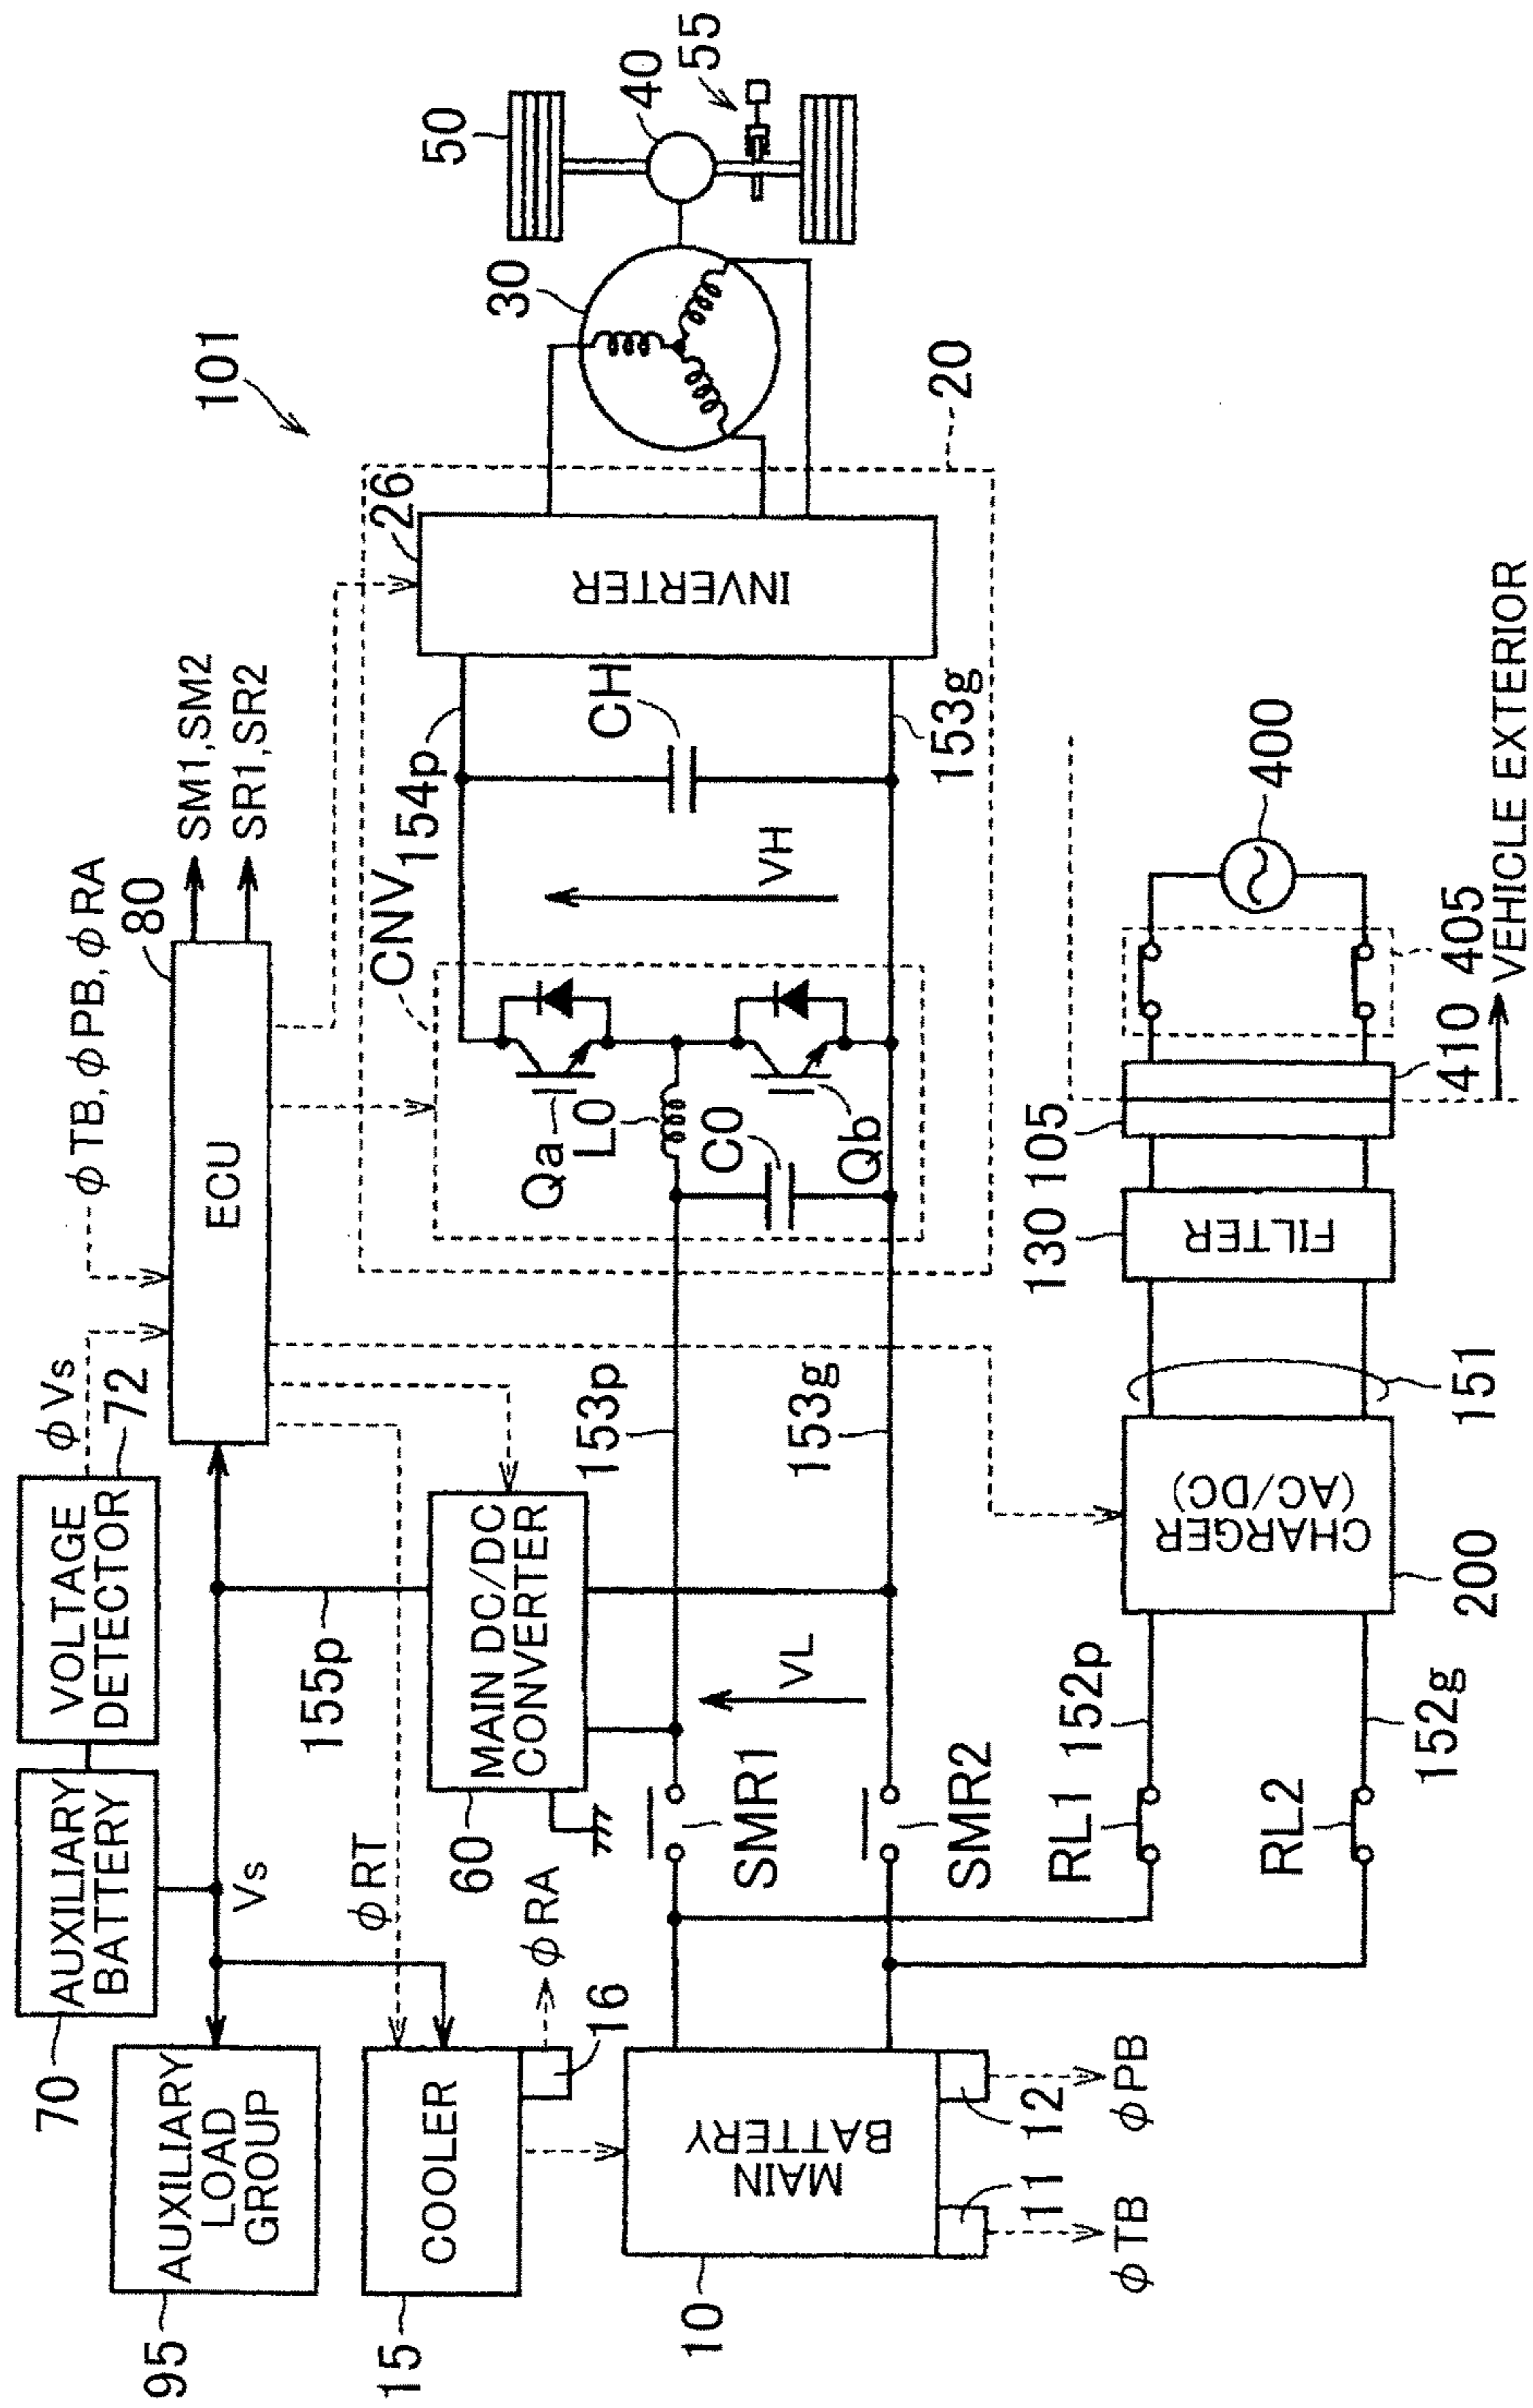 101
95
AUXILIARY
LOAD
GROUP
70
AUXILIARY
BATTERY
VOLTAGE
DETECTOR
72
ϕVs
ϕTB,ϕPB,ϕRA
80
ECU
SM1,SM2
SR1,SR2
Vs
155p
15
COOLER
ϕRT
16
ϕRA
60
MAIN DC/DC
CONVERTER
CNV
154p
26
INVERTER
30
50
40
55
20
Qa
L0
C0
Qb
VH
CH
153g
153p
153g
VL
SMR1
SMR2
10
MAIN
BATTERY
11
12
ϕTB
ϕPB
RL1
152p
RL2
152g
200
CHARGER
(AC/DC)
151
130
FILTER
105
410
405
400
VEHICLE EXTERIOR